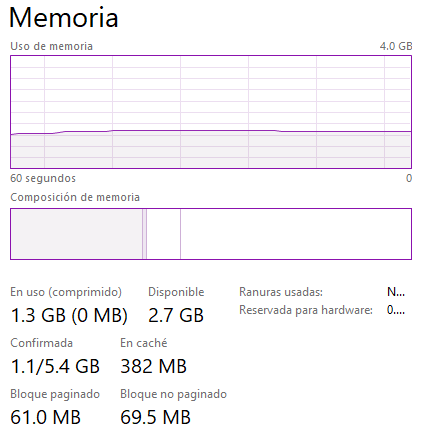 Memoria
Uso de memoria 4.0 GB
60 segundos 0
Composición de memoria
En uso (comprimido) Disponible
1.3 GB (0 MB) 2.7 GB
Confirmada En caché
1.1/5.4 GB 382 MB
Bloque paginado Bloque no paginado
61.0 MB 69.5 MB
Ranuras usadas: N...
Reservada para hardware: 0....